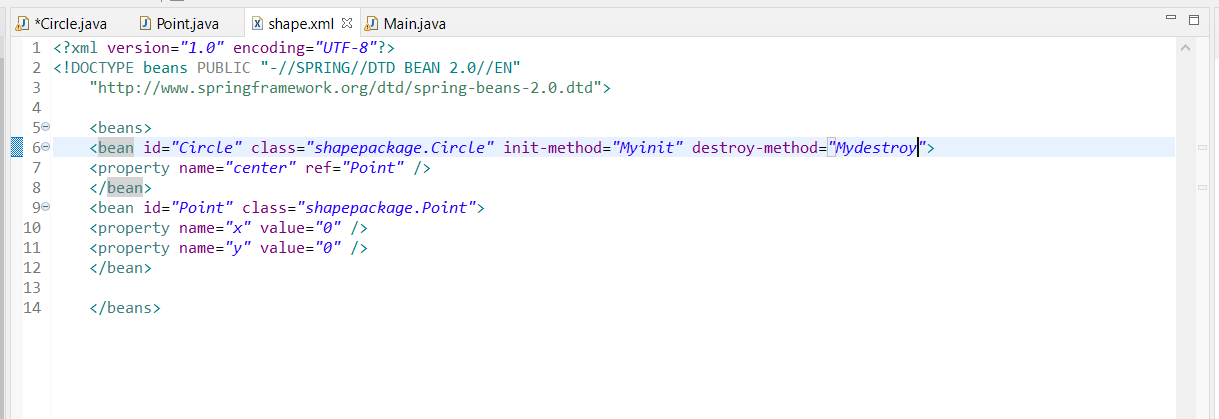 *Circle.java Point.java shape.xml Main.java
1 <?xml version="1.0" encoding="UTF-8"?>
2 <!DOCTYPE beans PUBLIC "-//SPRING//DTD BEAN 2.0//EN"
3 "http://www.springframework.org/dtd/spring-beans-2.0.dtd">
4
5 <beans>
6 <bean id="Circle" class="shapepackage.Circle" init-method="Myinit" destroy-method="Mydestroy">
7 <property name="center" ref="Point" />
8 </bean>
9 <bean id="Point" class="shapepackage.Point">
10 <property name="x" value="0" />
11 <property name="y" value="0" />
12 </bean>
13
14 </beans>